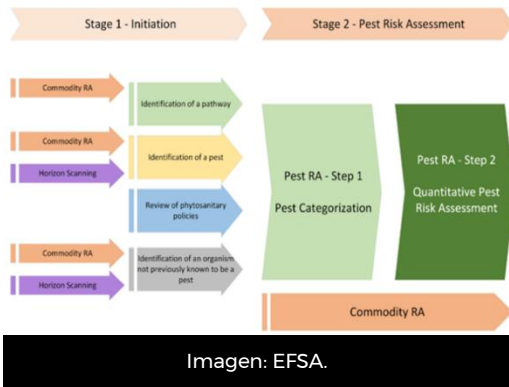 Stage 1 - Initiation
Stage 2 - Pest Risk Assessment
Commodity RA
Identification of a pathway
Commodity RA
Horizon Scanning
Identification of a pest
Review of phytosanitary
policies
Commodity RA
Horizon Scanning
Identification of an organism
not previously known to be a
pest
Pest RA - Step 1
Pest Categorization
Pest RA - Step 2
Quantitative Pest
Risk Assessment
Commodity RA
Imagen: EFSA.